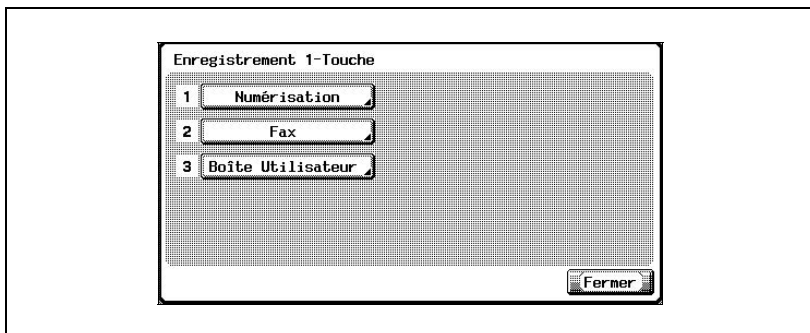 Enregistrement 1-Touche
1 Numérisation
2 Fax
3 Boîte Utilisateur
Fermer